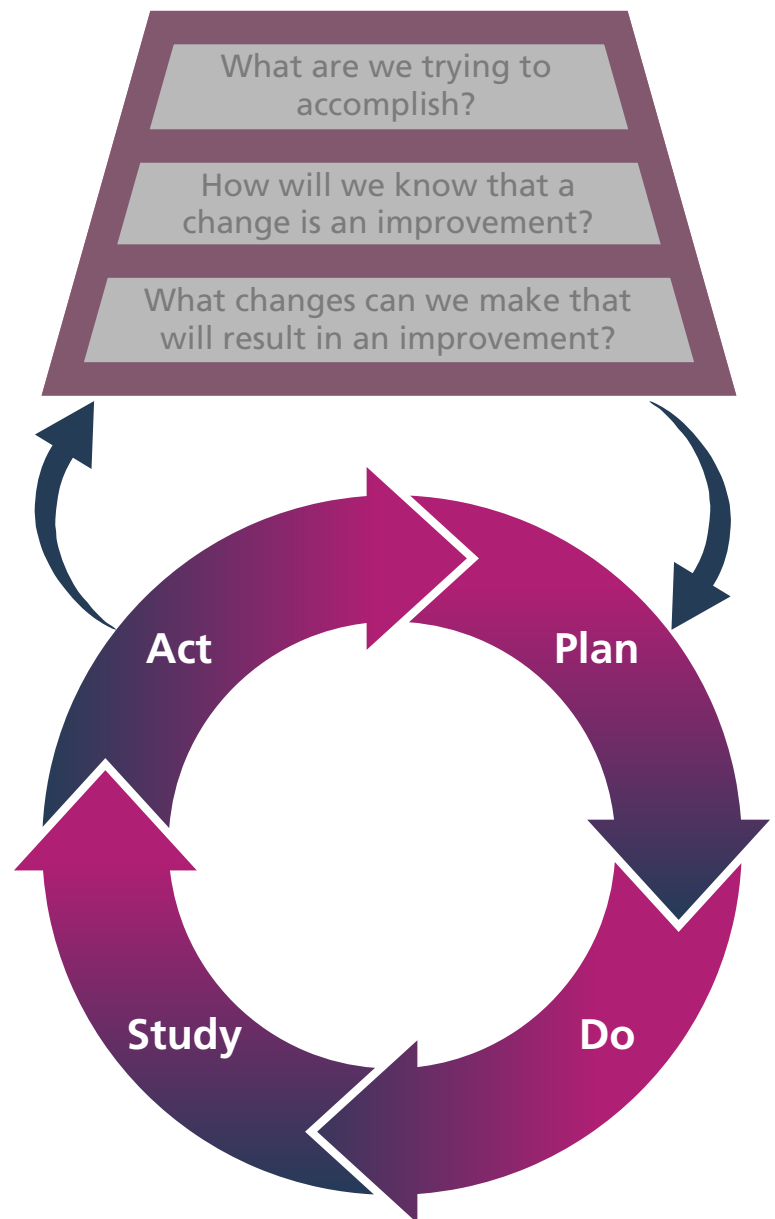 What are we trying to
accomplish?
How will we know that a
change is an improvement?
What changes can we make that
will result in an improvement?
Act
Plan
Study
Do